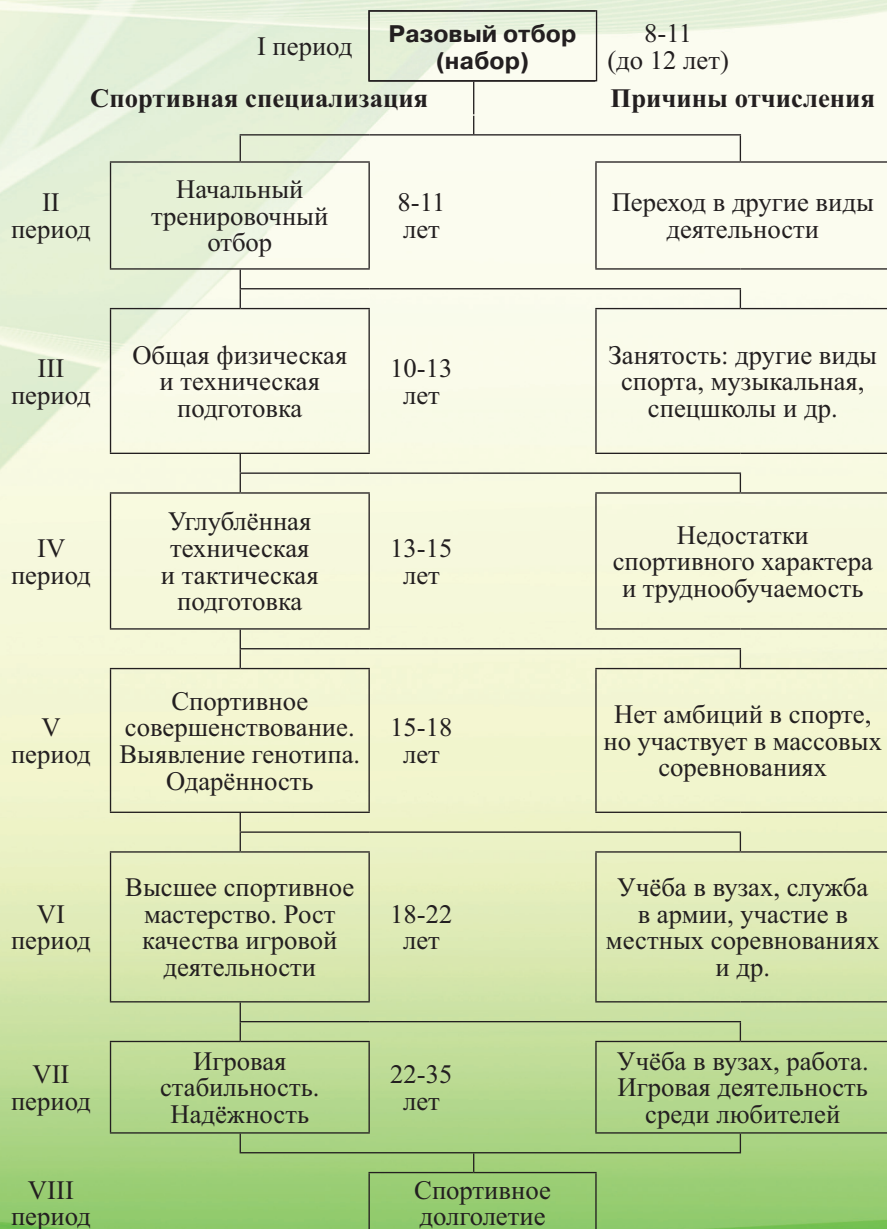 I период
Разовый отбор
(набор)
8-11
(до 12 лет)
Спортивная специализация
Причины отчисления
II
период
Начальный
тренировочный
отбор
8-11
лет
Переход в другие виды
деятельности
III
период
Общая физическая
и техническая
подготовка
10-13
лет
Занятость: другие виды
спорта, музыкальная,
спецшколы и др.
IV
период
Углублённая
техническая
и тактическая
подготовка
13-15
лет
Недостатки
спортивного характера
и труднообучаемость
V
период
Спортивное
совершенствование.
Выявление генотипа.
Одарённость
15-18
лет
Нет амбиций в спорте,
но участвует в массовых
соревнованиях
VI
период
Высшее спортивное
мастерство. Рост
качества игровой
деятельности
18-22
лет
Учёба в вузах, служба
в армии, участие в
местных соревнованиях
и др.
VII
период
Игровая
стабильность.
Надёжность
22-35
лет
Учёба в вузах, работа.
Игровая деятельность
среди любителей
VIII
период
Спортивное
долголетие